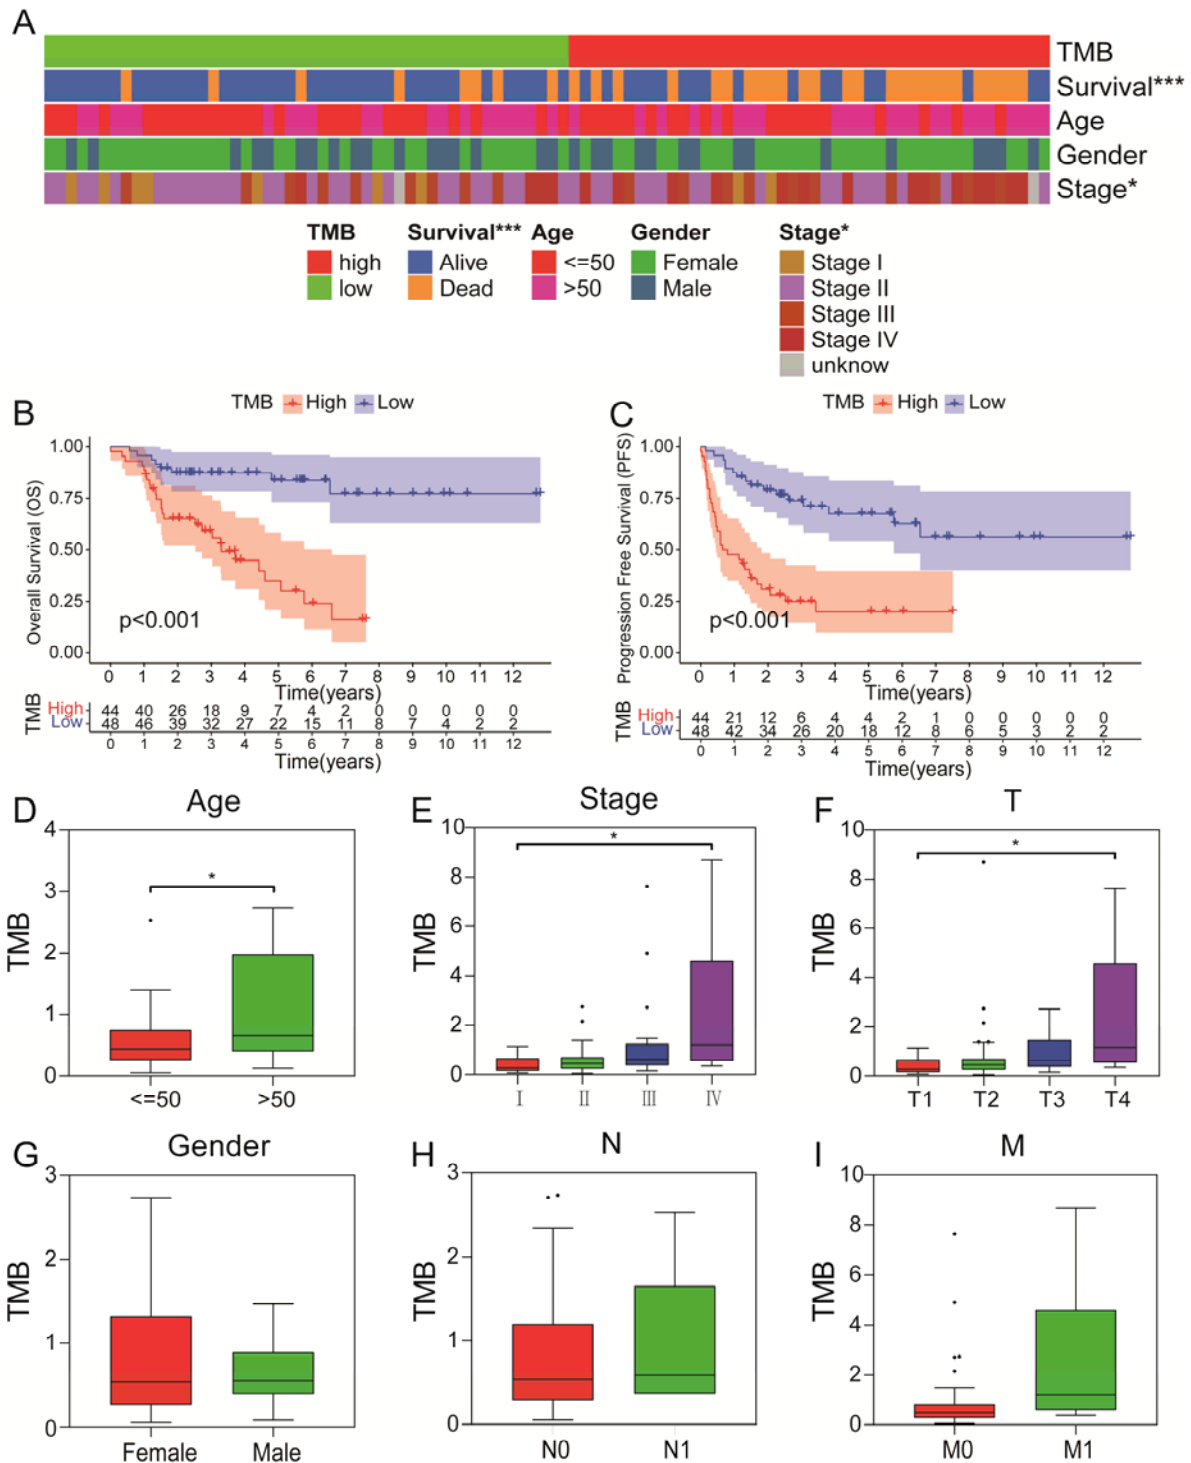 A
TMB
Survival***
Age
Gender
Stage*
TMB Survival*** Age Gender Stage*
high Alive <=50 Female Stage I
low Dead >50 Male Stage II
Stage III
Stage IV
unknow
B TMB High Low
Overall Survival (OS)
1.00
0.75
0.50
0.25
0.00
p<0.001
0 1 2 3 4 5 6 7 8 9 10 11 12
Time(years)
TMB
High 44 40 26 18 9 7 4 2 0 0 0 0 0
Low 48 46 39 32 27 22 15 11 8 7 4 2 2
0 1 2 3 4 5 6 7 8 9 10 11 12
Time(years)
C TMB High Low
Progression Free Survival (PFS)
1.00
0.75
0.50
0.25
0.00
p<0.001
0 1 2 3 4 5 6 7 8 9 10 11 12
Time(years)
TMB
High 44 21 12 6 4 4 2 1 0 0 0 0 0
Low 48 42 34 26 20 18 12 8 6 5 3 2 2
0 1 2 3 4 5 6 7 8 9 10 11 12
Time(years)
D Age
TMB
4
3
2
1
0
*
<=50 >50
E Stage
TMB
10
8
6
4
2
0
*
I II III IV
F T
TMB
10
8
6
4
2
0
*
T1 T2 T3 T4
G Gender
TMB
3
2
1
0
Female Male
H N
TMB
3
2
1
0
N0 N1
I M
TMB
10
8
6
4
2
0
M0 M1